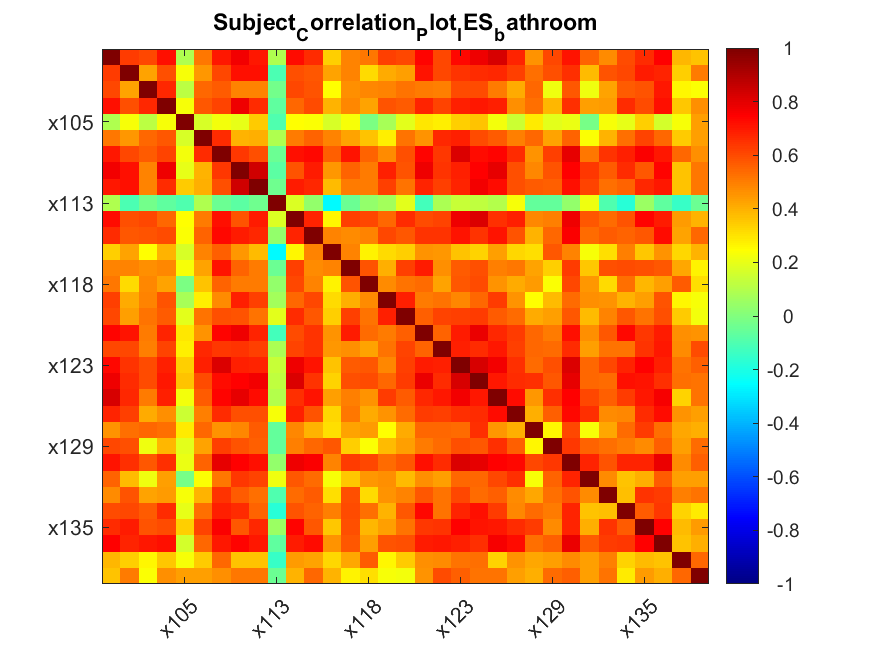 Subject_Correlation_Plot_IES_bathroom
x105
x113
x118
x123
x129
x135
x105
x113
x118
x123
x129
x135
1
0.8
0.6
0.4
0.2
0
-0.2
-0.4
-0.6
-0.8
-1